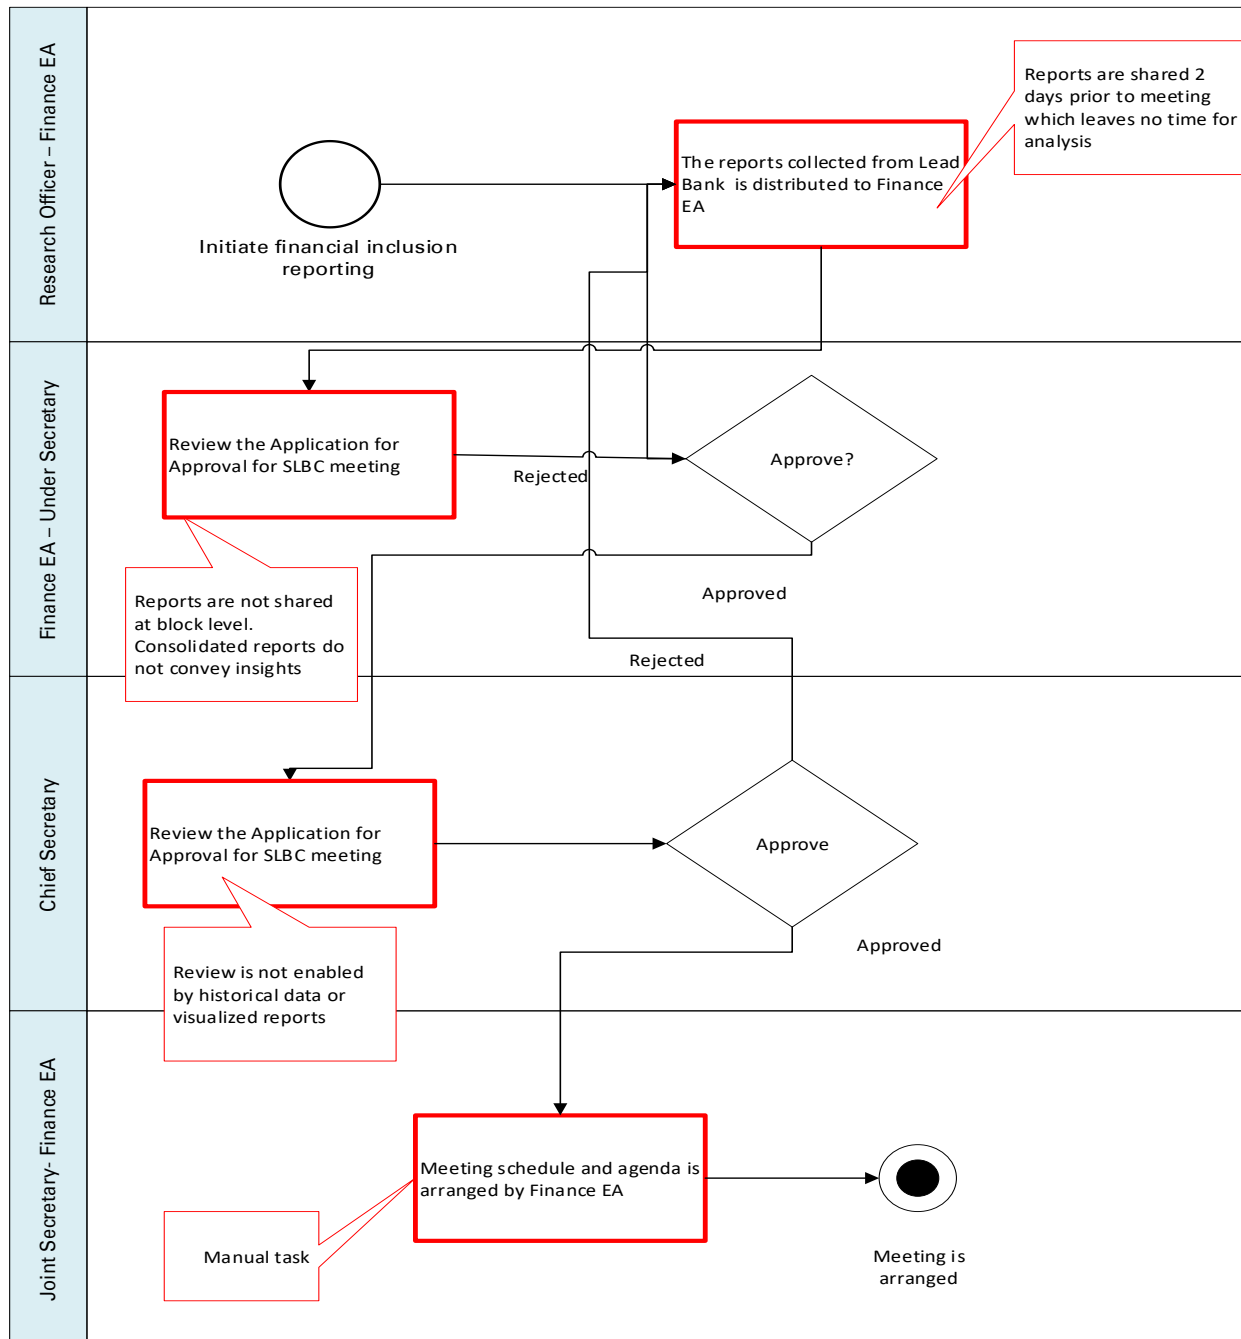 Research Officer – Finance EA
Initiate financial inclusion
reporting
The reports collected from Lead
Bank is distributed to Finance
EA
Reports are shared 2
days prior to meeting
which leaves no time for
analysis
Finance EA – Under Secretary
Review the Application for
Approval for SLBC meeting
Rejected
Approve?
Reports are not shared
at block level.
Consolidated reports do
not convey insights
Approved
Rejected
Chief Secretary
Review the Application for
Approval for SLBC meeting
Approve
Approved
Review is not enabled
by historical data or
visualized reports
Joint Secretary- Finance EA
Meeting schedule and agenda is
arranged by Finance EA
Manual task
Meeting is
arranged